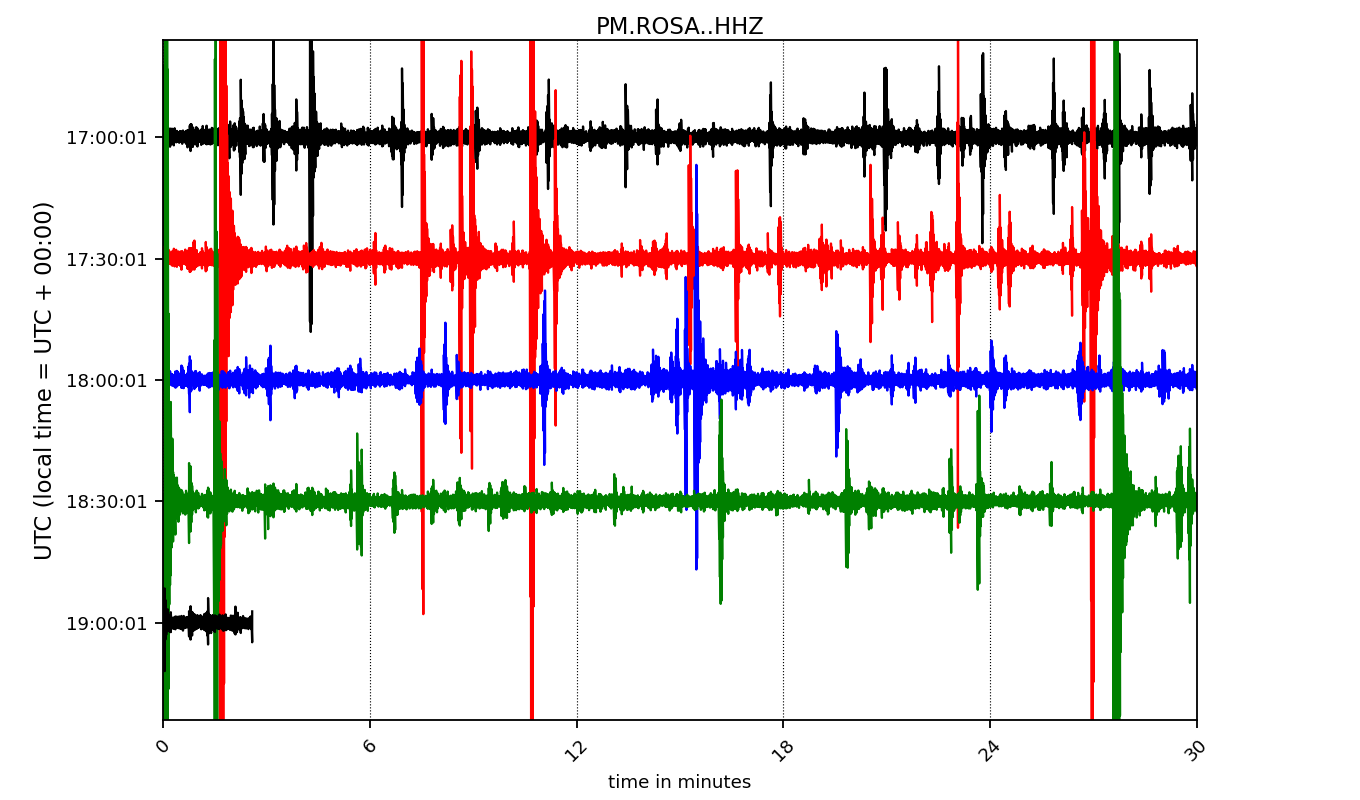 PM.ROSA..HHZ
UTC (local time = UTC + 00:00)
17:00:01
17:30:01
18:00:01
18:30:01
19:00:01
0 6 12 18 24 30
time in minutes